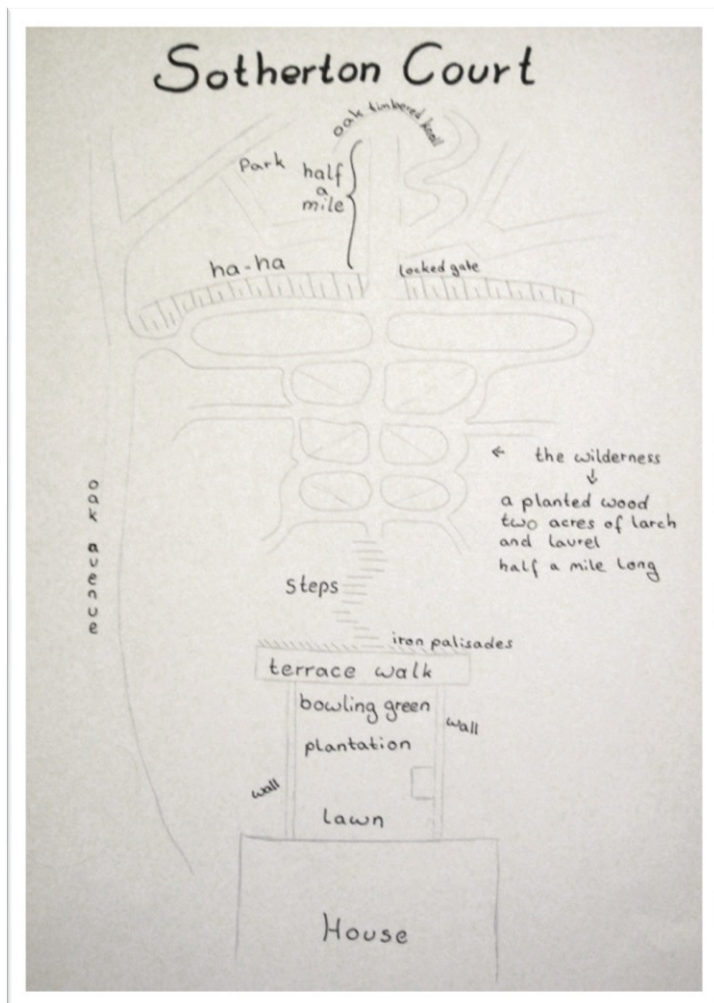 Sotherton Court
oak timbered knoll
Park
half
a
mile
ha-ha
locked gate
← the wilderness
↓
a planted wood
two acres of larch
and laurel
half a mile long
oak avenue
steps
iron palisades
terrace walk
bowling green
wall
plantation
wall
lawn
House